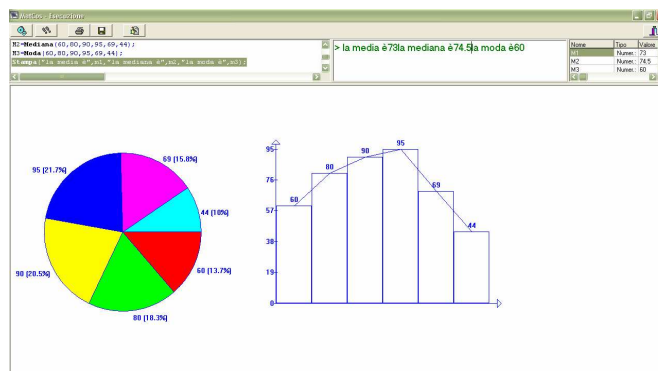 MatCos - Esecuzione
M2=Mediana(60,80,90,95,69,44);
M3=Moda(60,80,90,95,69,44);
Stampa("la media è",m1,"la mediana è",m2,"la moda è",m3);
> la media è73la mediana è74.5la moda è60
Nome Tipo Valore
M1 Numer.: 73
M2 Numer.: 74.5
M3 Numer.: 60
95 (21.7%)
69 (15.8%)
44 (10%)
60 (13.7%)
80 (18.3%)
90 (20.5%)
95
76
57
38
19
0
60
80
90
95
69
44